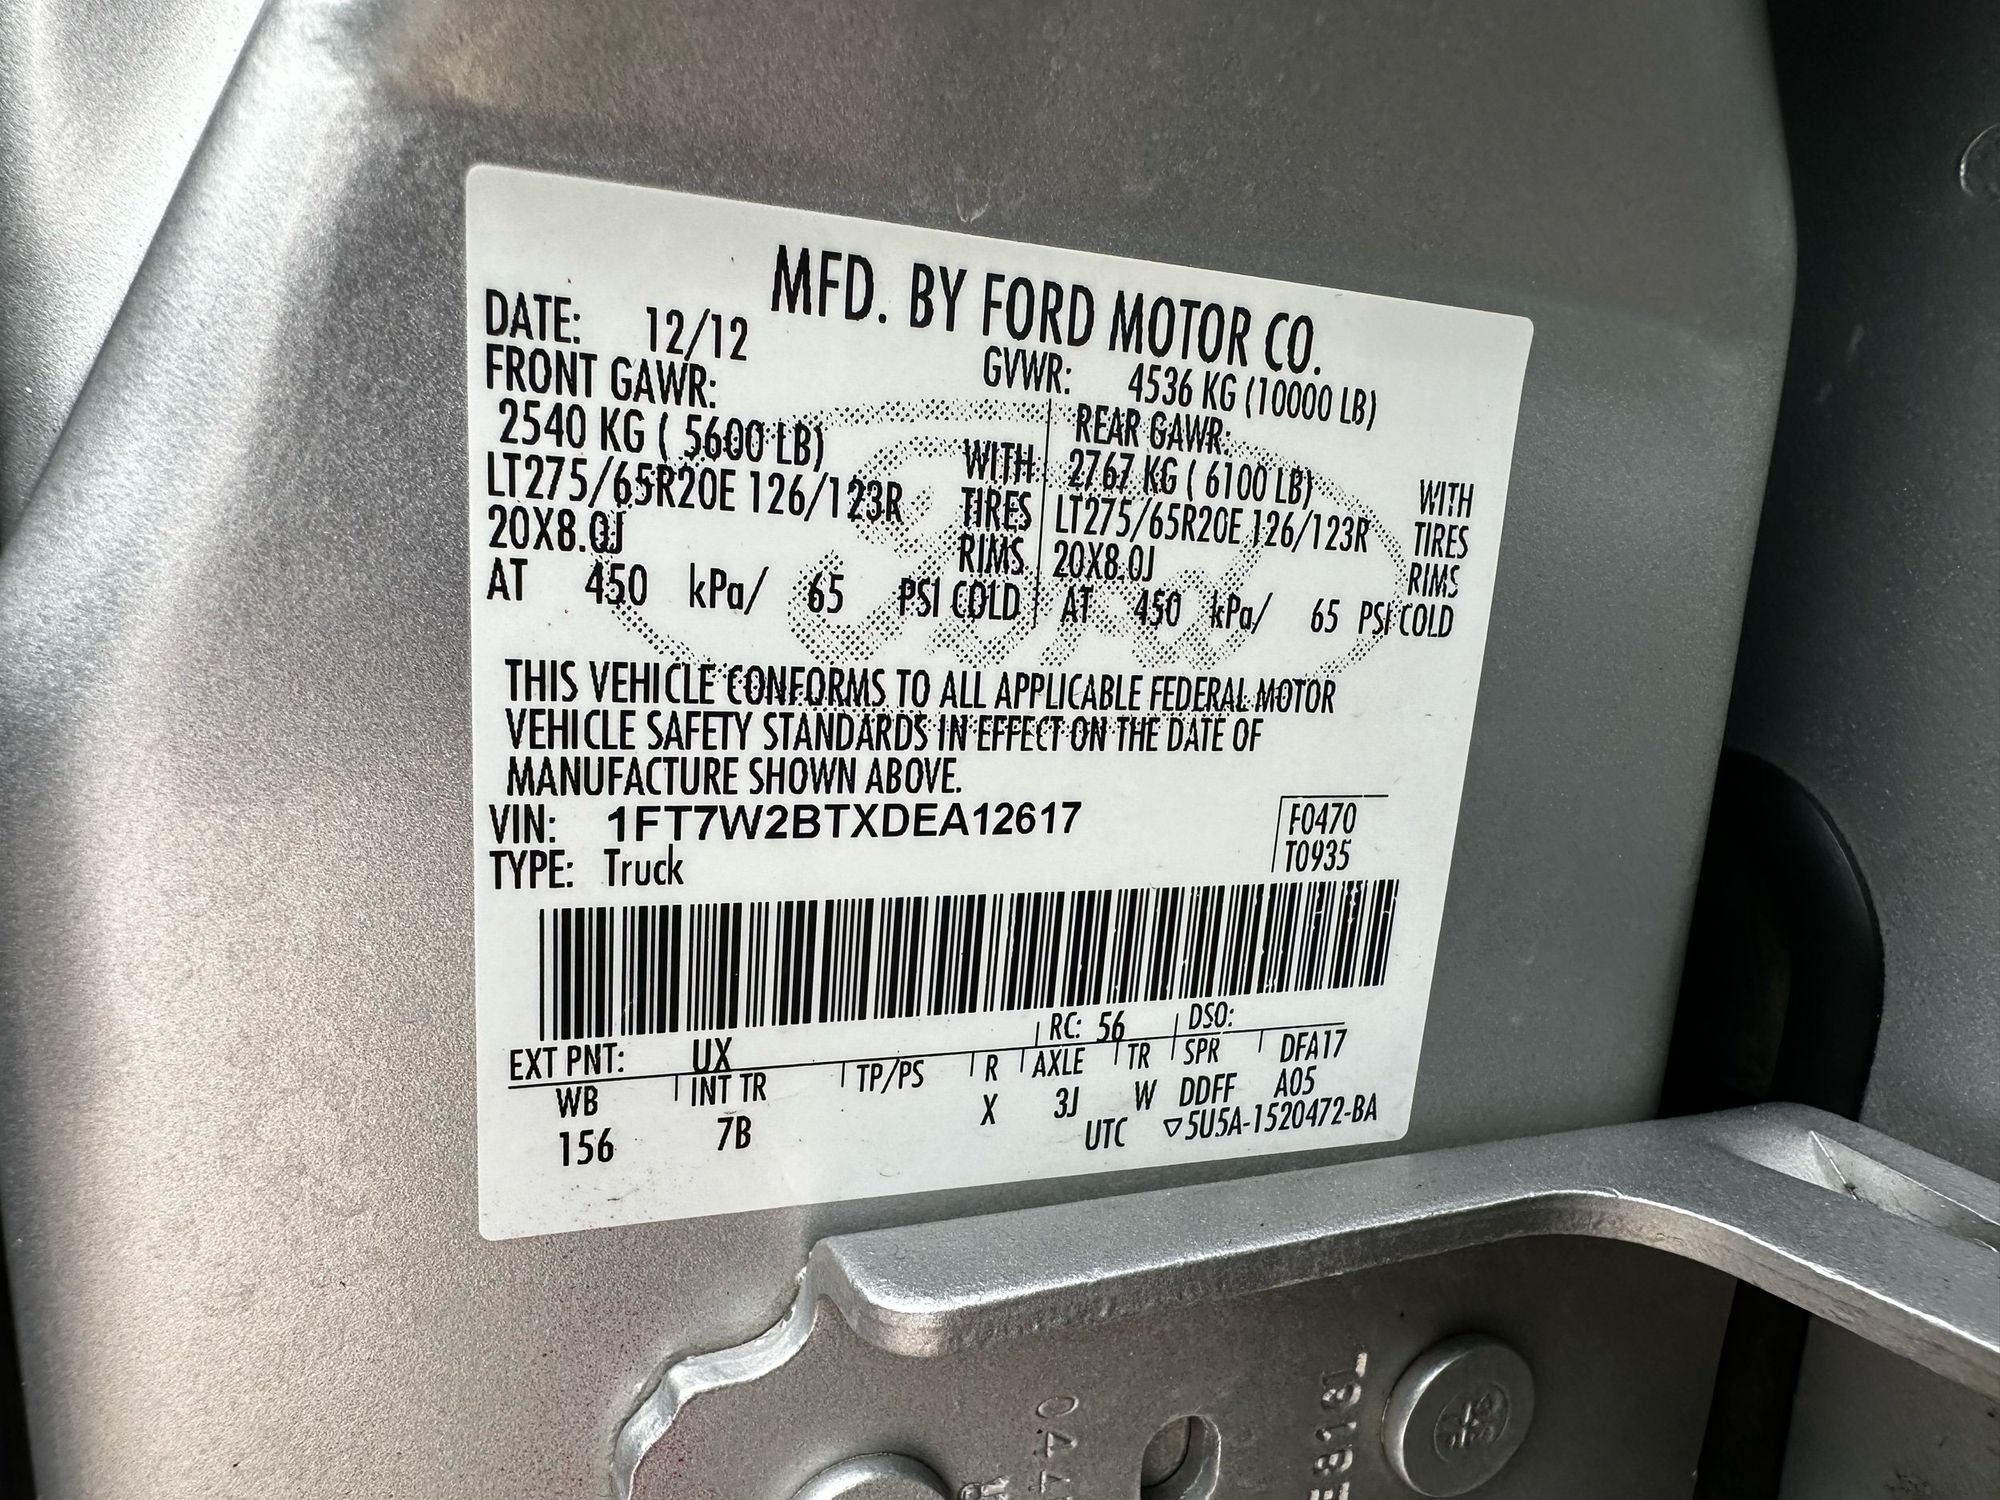 MFD. BY FORD MOTOR CO.
DATE: 12/12 GVWR: 4536 KG (10000 LB)
FRONT GAWR: REAR GAWR:
2540 KG ( 5600 LB) WITH 2767 KG ( 6100 LB) WITH
LT275/65R20E 126/123R TIRES LT275/65R20E 126/123R TIRES
20X8.0J RIMS 20X8.0J RIMS
AT 450 kPa/ 65 PSI COLD AT 450 kPa/ 65 PSI COLD
Ford
THIS VEHICLE CONFORMS TO ALL APPLICABLE FEDERAL MOTOR
VEHICLE SAFETY STANDARDS IN EFFECT ON THE DATE OF
MANUFACTURE SHOWN ABOVE.
VIN: 1FT7W2BTXDEA12617 F0470
TYPE: Truck T0935
RC: 56 DSO:
EXT PNT: UX
WB INT TR TP/PS R AXLE TR SPR DFA17
156 7B X 3J W DDFF A05
UTC ▽5U5A-1520472-BA